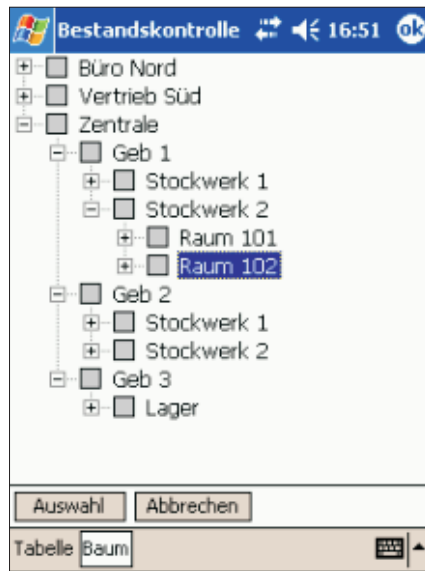 Bestandskontrolle 16:51 ok
Büro Nord
Vertrieb Süd
Zentrale
Geb 1
Stockwerk 1
Stockwerk 2
Raum 101
Raum 102
Geb 2
Stockwerk 1
Stockwerk 2
Geb 3
Lager
Auswahl Abbrechen
Tabelle Baum